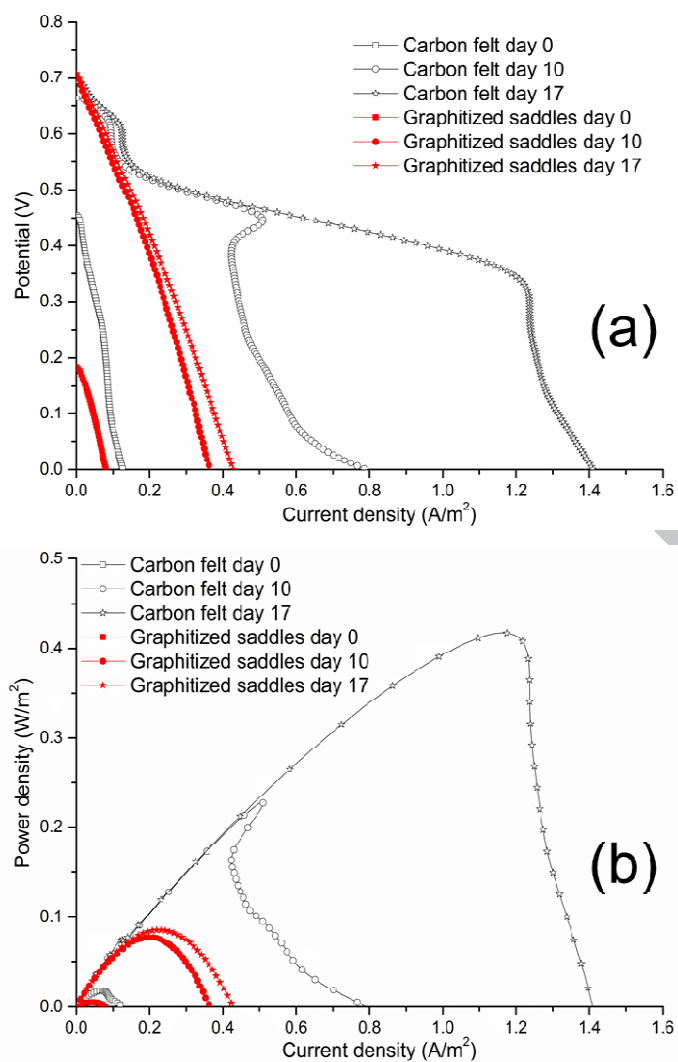 Carbon felt day 0
Carbon felt day 10
Carbon felt day 17
Graphitized saddles day 0
Graphitized saddles day 10
Graphitized saddles day 17
0.8
0.7
0.6
0.5
0.4
0.3
0.2
0.1
0.0
Potential (V)
(a)
0.0 0.2 0.4 0.6 0.8 1.0 1.2 1.4 1.6
Current density (A/m²)
Carbon felt day 0
Carbon felt day 10
Carbon felt day 17
Graphitized saddles day 0
Graphitized saddles day 10
Graphitized saddles day 17
0.5
0.4
0.3
0.2
0.1
0.0
Power density (W/m²)
(b)
0.0 0.2 0.4 0.6 0.8 1.0 1.2 1.4 1.6
Current density (A/m²)